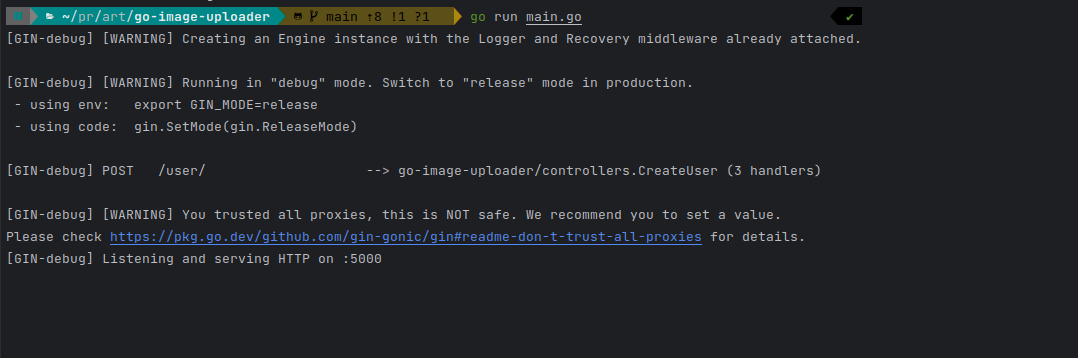 ~/pr/art/go-image-uploader main ⇡8 !1 ?1 go run main.go ✔
[GIN-debug] [WARNING] Creating an Engine instance with the Logger and Recovery middleware already attached.
[GIN-debug] [WARNING] Running in "debug" mode. Switch to "release" mode in production.
- using env: export GIN_MODE=release
- using code: gin.SetMode(gin.ReleaseMode)
[GIN-debug] POST /user/ --> go-image-uploader/controllers.CreateUser (3 handlers)
[GIN-debug] [WARNING] You trusted all proxies, this is NOT safe. We recommend you to set a value.
Please check https://pkg.go.dev/github.com/gin-gonic/gin#readme-don-t-trust-all-proxies for details.
[GIN-debug] Listening and serving HTTP on :5000